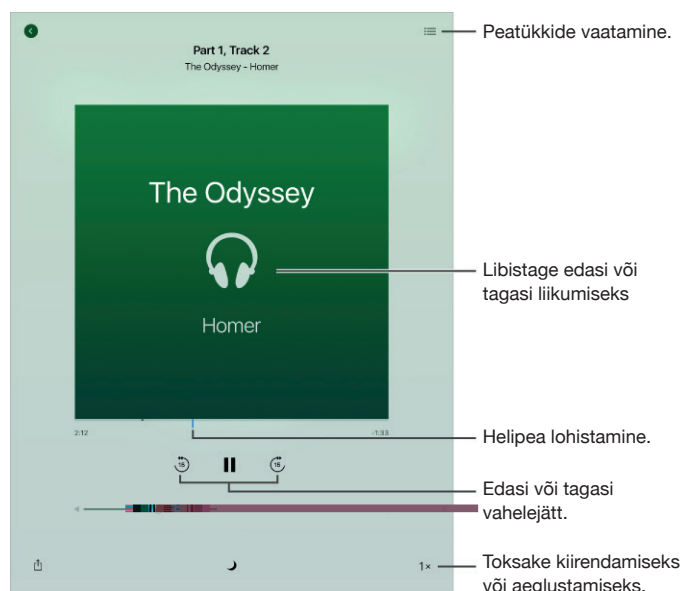 Peatükkide vaatamine.
Part 1, Track 2
The Odyssey - Homer
The Odyssey
Homer
Libistage edasi või
tagasi liikumiseks
2:12
-1:33
Helipea lohistamine.
15
15
Edasi või tagasi
vahelejätt.
1×
Toksake kiirendamiseks
või aeglustamiseks.